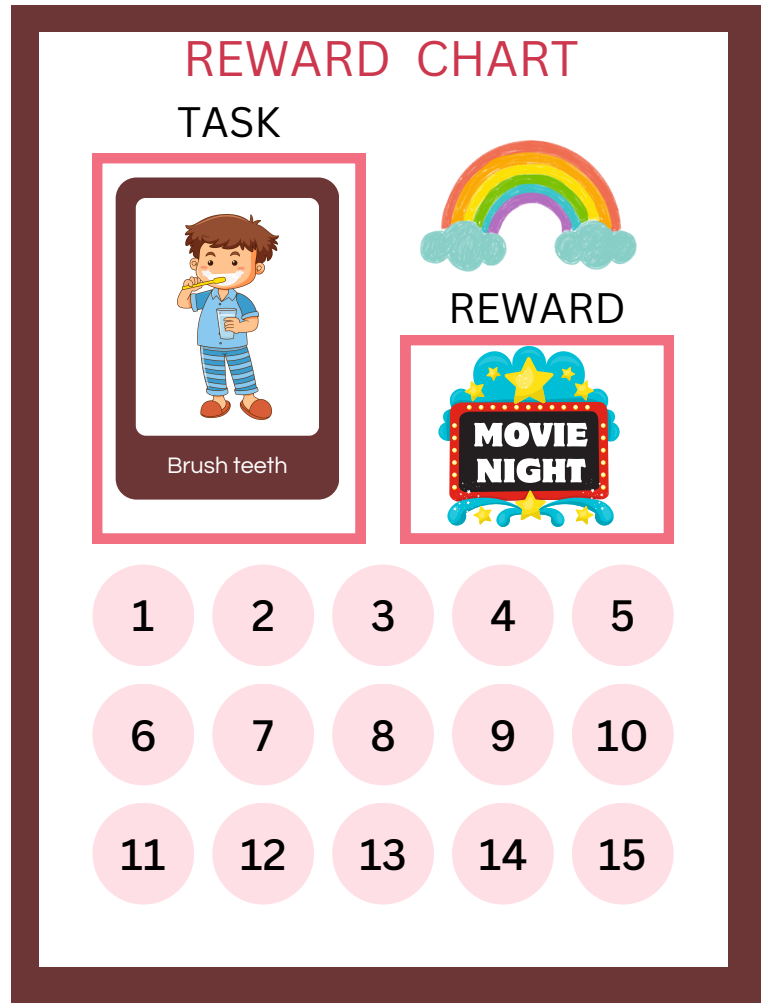 REWARD CHART
TASK
Brush teeth
REWARD
MOVIE
NIGHT
1 2 3 4 5
6 7 8 9 10
11 12 13 14 15